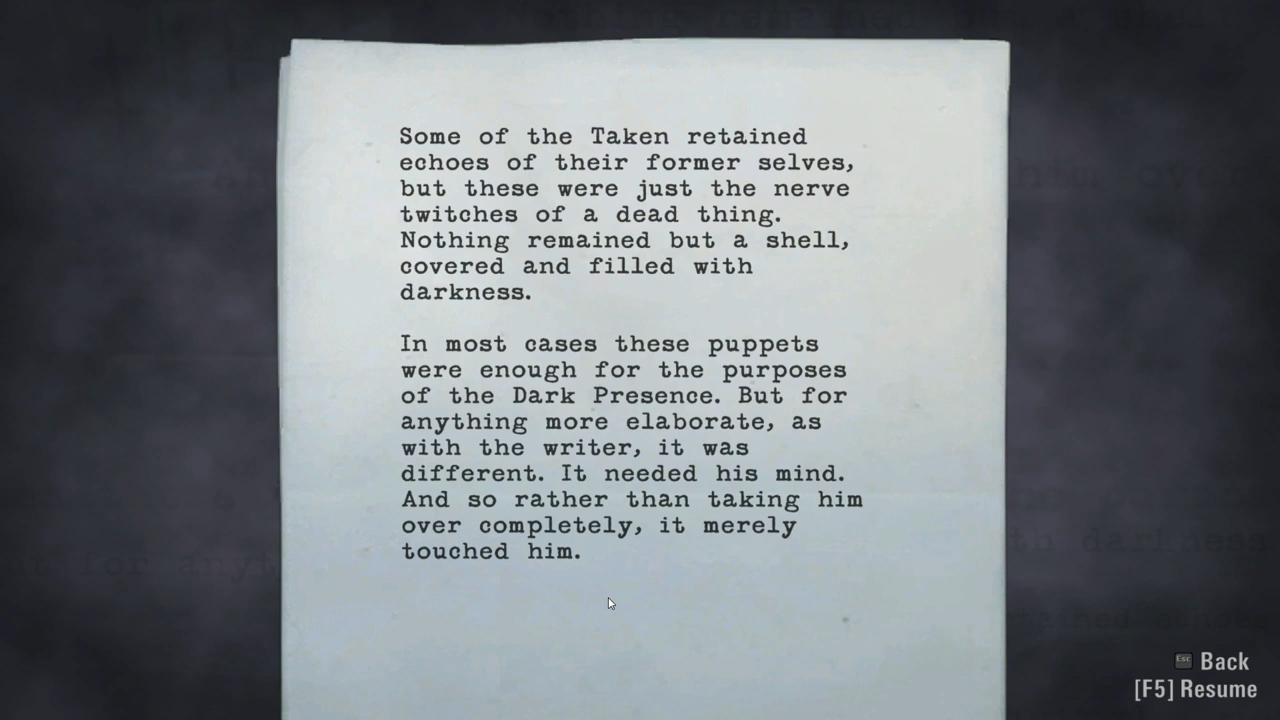 Some of the Taken retained
echoes of their former selves,
but these were just the nerve
twitches of a dead thing.
Nothing remained but a shell,
covered and filled with
darkness.
In most cases these puppets
were enough for the purposes
of the Dark Presence. But for
anything more elaborate, as
with the writer, it was
different. It needed his mind.
And so rather than taking him
over completely, it merely
touched him.
Esc Back
[F5] Resume